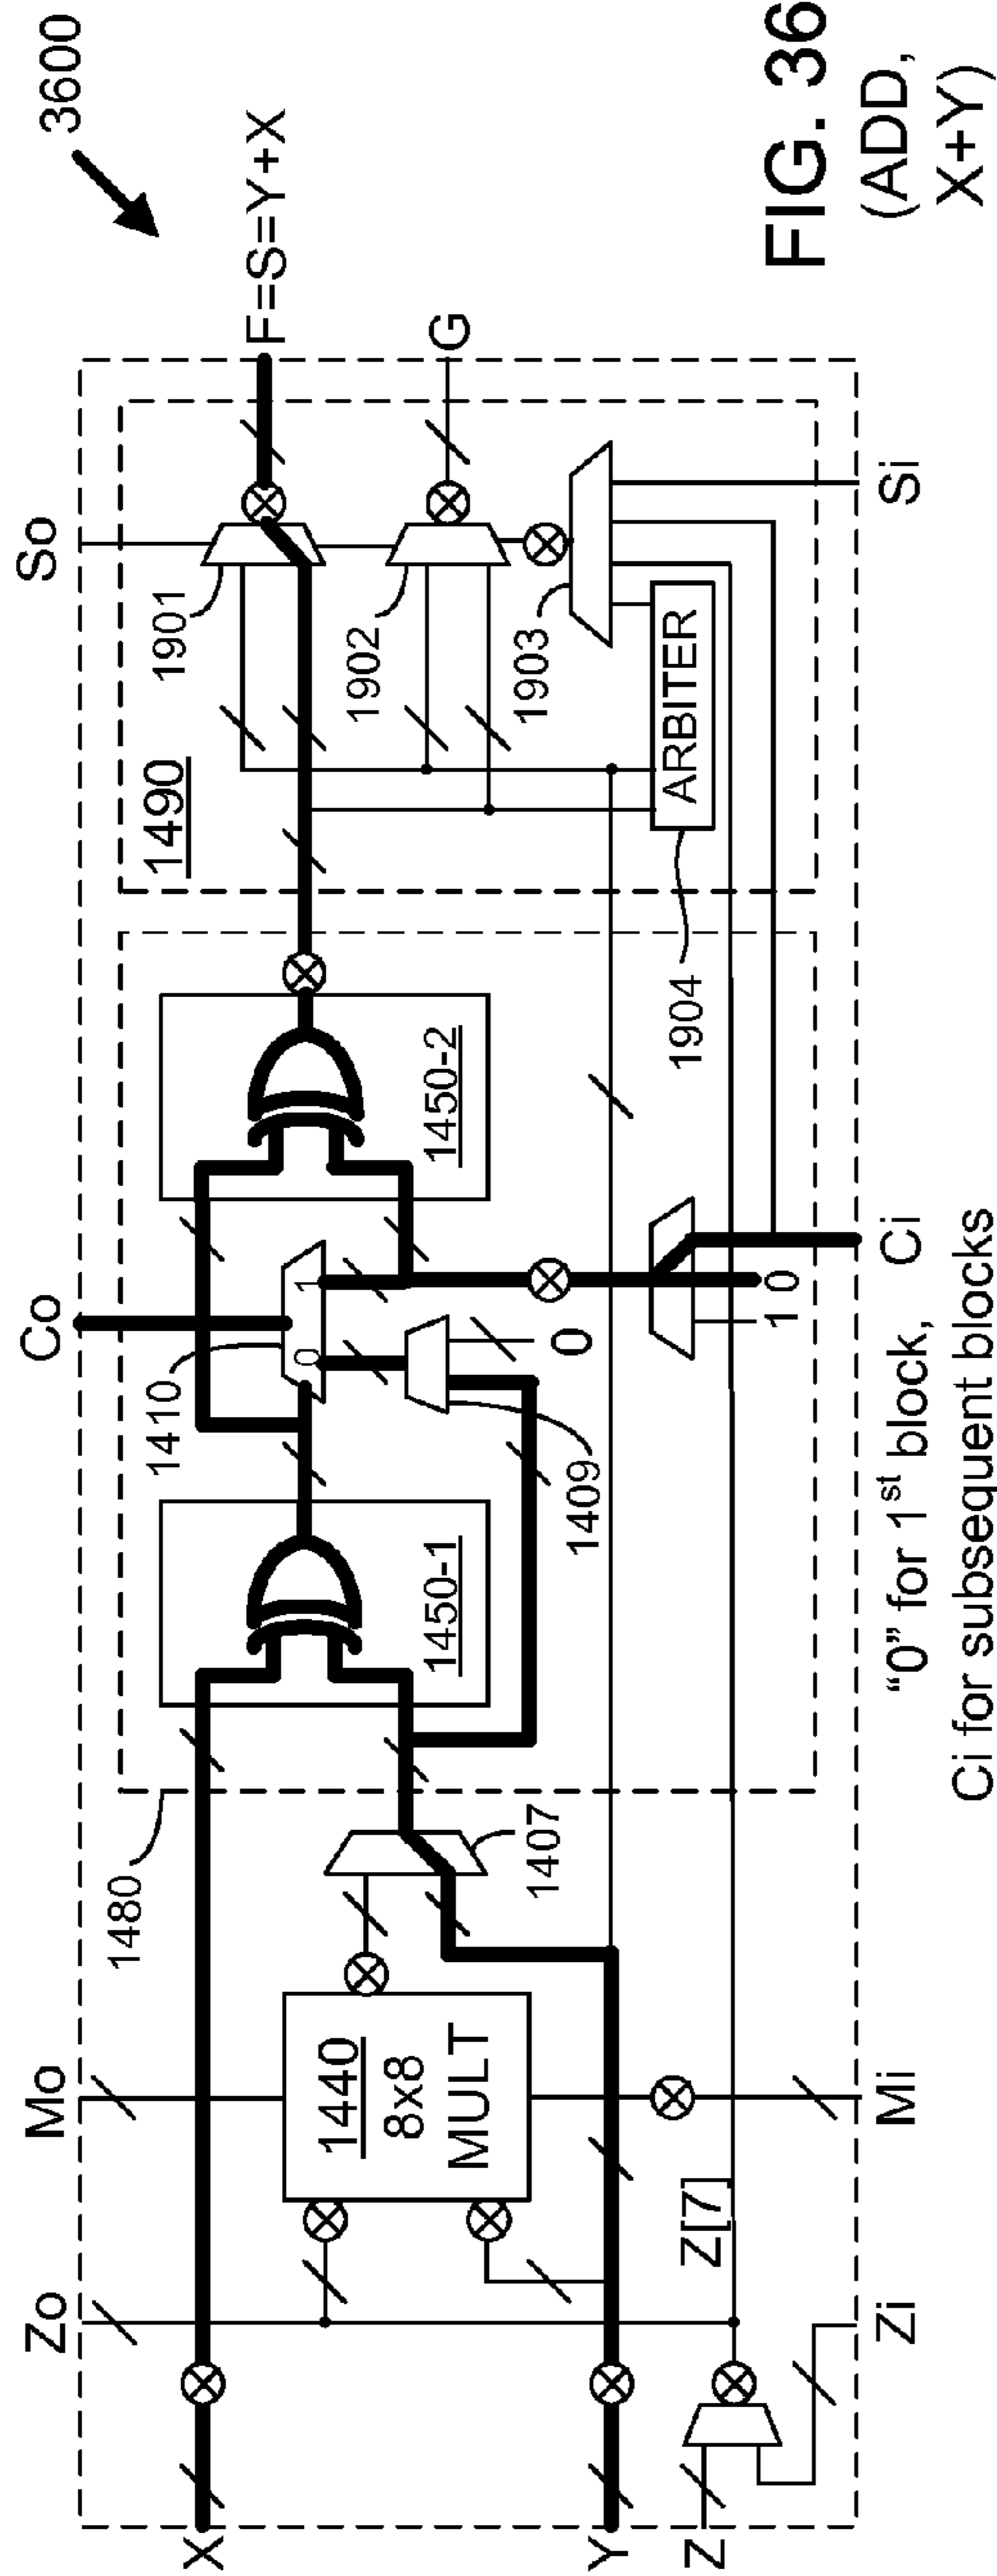 3600
Zo
Mo
Co
So
X
Y
Z
F=S=Y+X
G
1480
1440
8x8
MULT
1407
1450-1
1410
0
1
1409
0
1450-2
1490
1901
1902
1903
ARBITER
1904
Z[7]
1
0
Zi
Mi
Ci
Si
"0" for 1st block,
Ci for subsequent blocks
FIG. 36
(ADD,
X+Y)